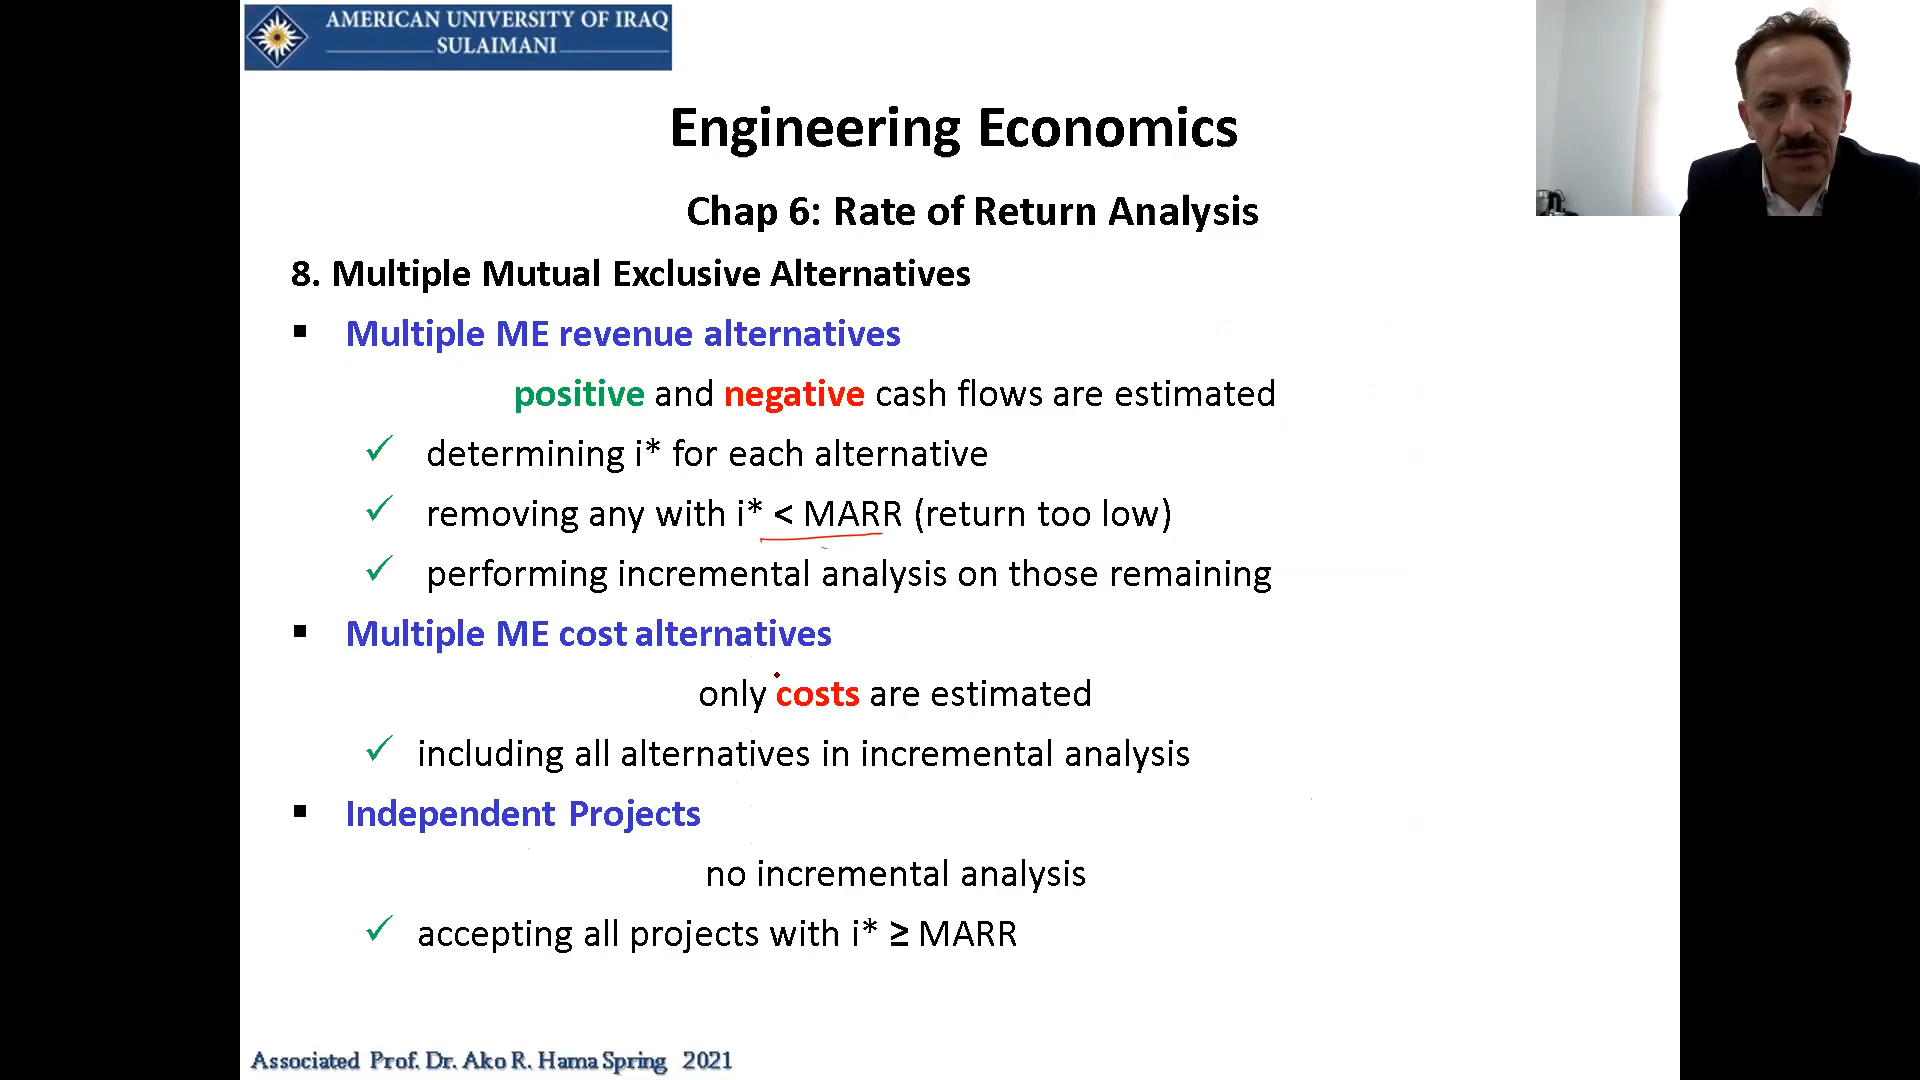 AMERICAN UNIVERSITY OF IRAQ
SULAIMANI
Engineering Economics
Chap 6: Rate of Return Analysis
8. Multiple Mutual Exclusive Alternatives
▪ Multiple ME revenue alternatives
positive and negative cash flows are estimated
✓ determining i* for each alternative
✓ removing any with i* < MARR (return too low)
✓ performing incremental analysis on those remaining
▪ Multiple ME cost alternatives
only costs are estimated
✓ including all alternatives in incremental analysis
▪ Independent Projects
no incremental analysis
✓ accepting all projects with i* ≥ MARR
Associated Prof. Dr. Ako R. Hama Spring 2021